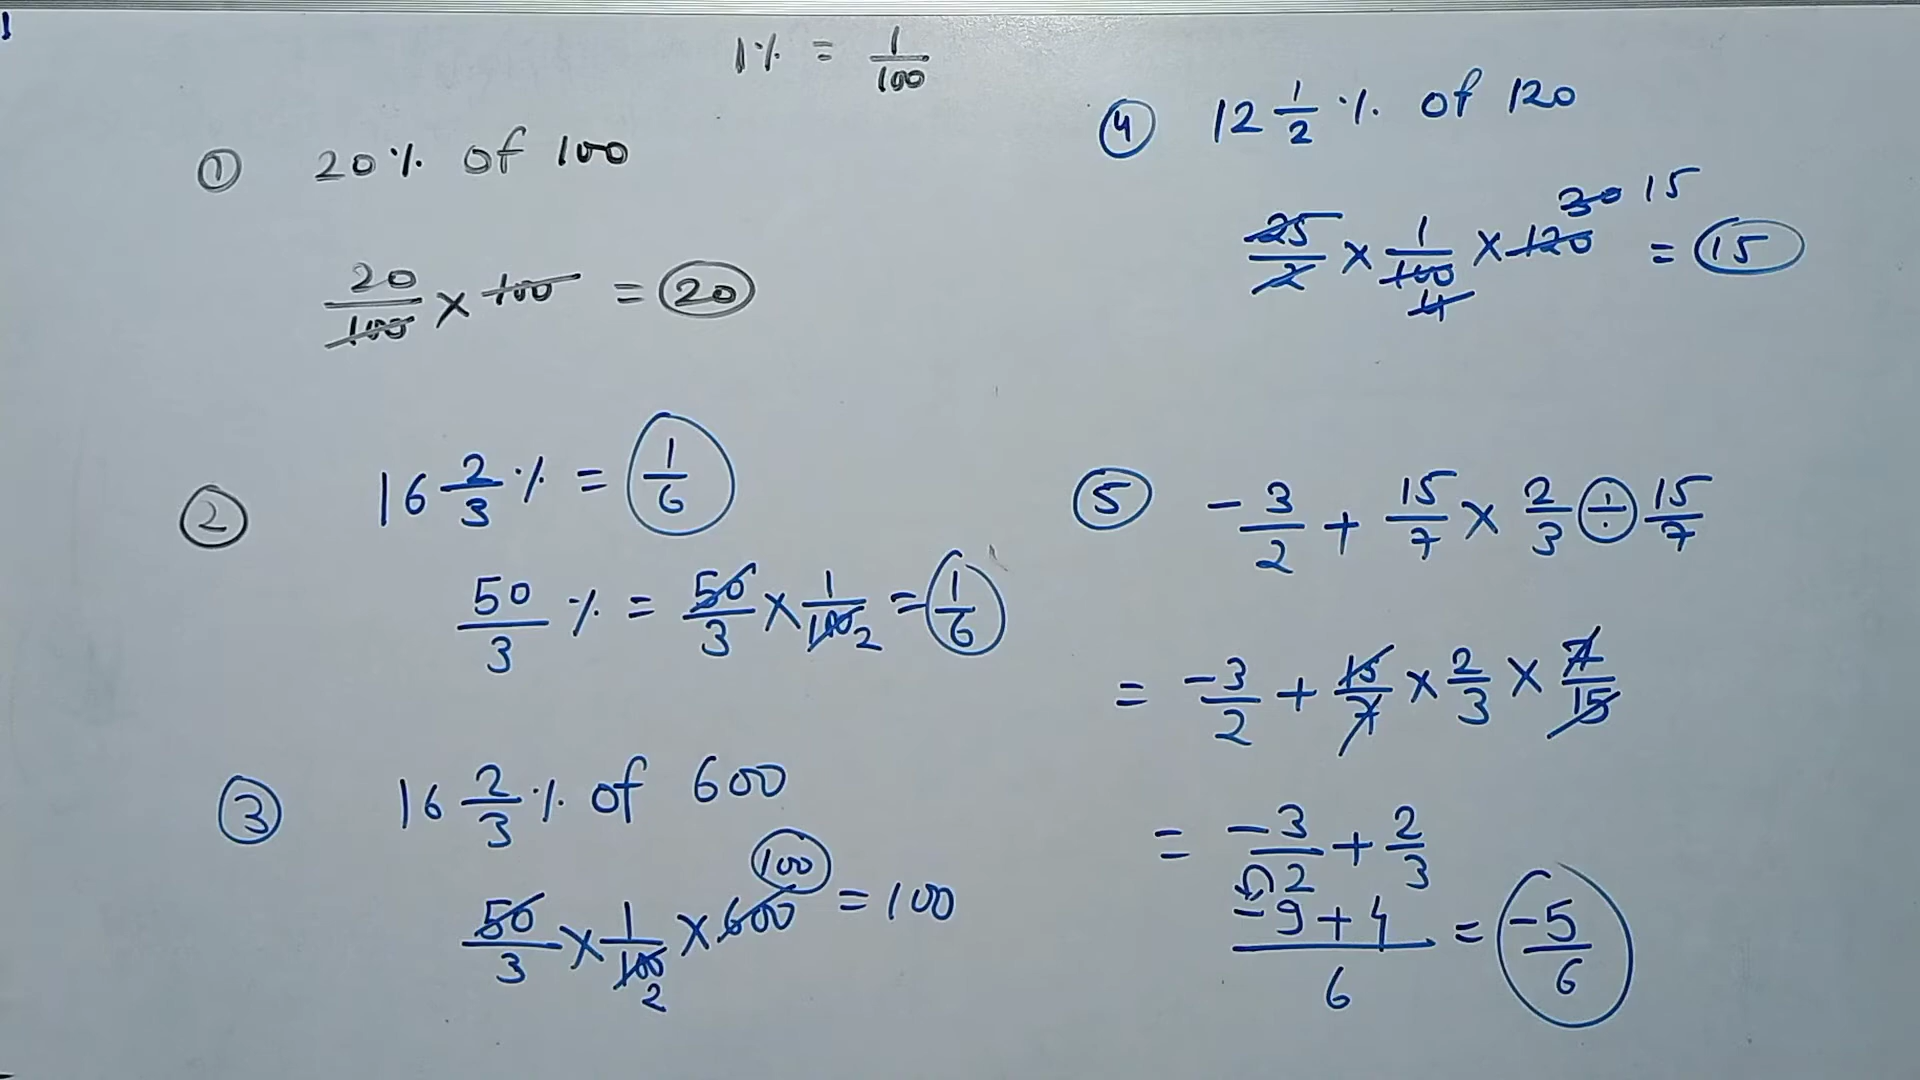 1% = 1/100
① 20% of 100
20/100 × 100 = 20
② 16 2/3 % = 1/6
50/3 % = 50/3 × 1/100 2 = 1/6
③ 16 2/3 % of 600
100
50/3 × 1/100 × 600 = 100
2
④ 12 1/2 % of 120
30 15
25/2 × 1/100 × 120 = 15
4
⑤ -3/2 + 15/7 × 2/3 ÷ 15/7
= -3/2 + 15/7 × 2/3 × 7/15
= -3/2 + 2/3
-9+4/6 = -5/6